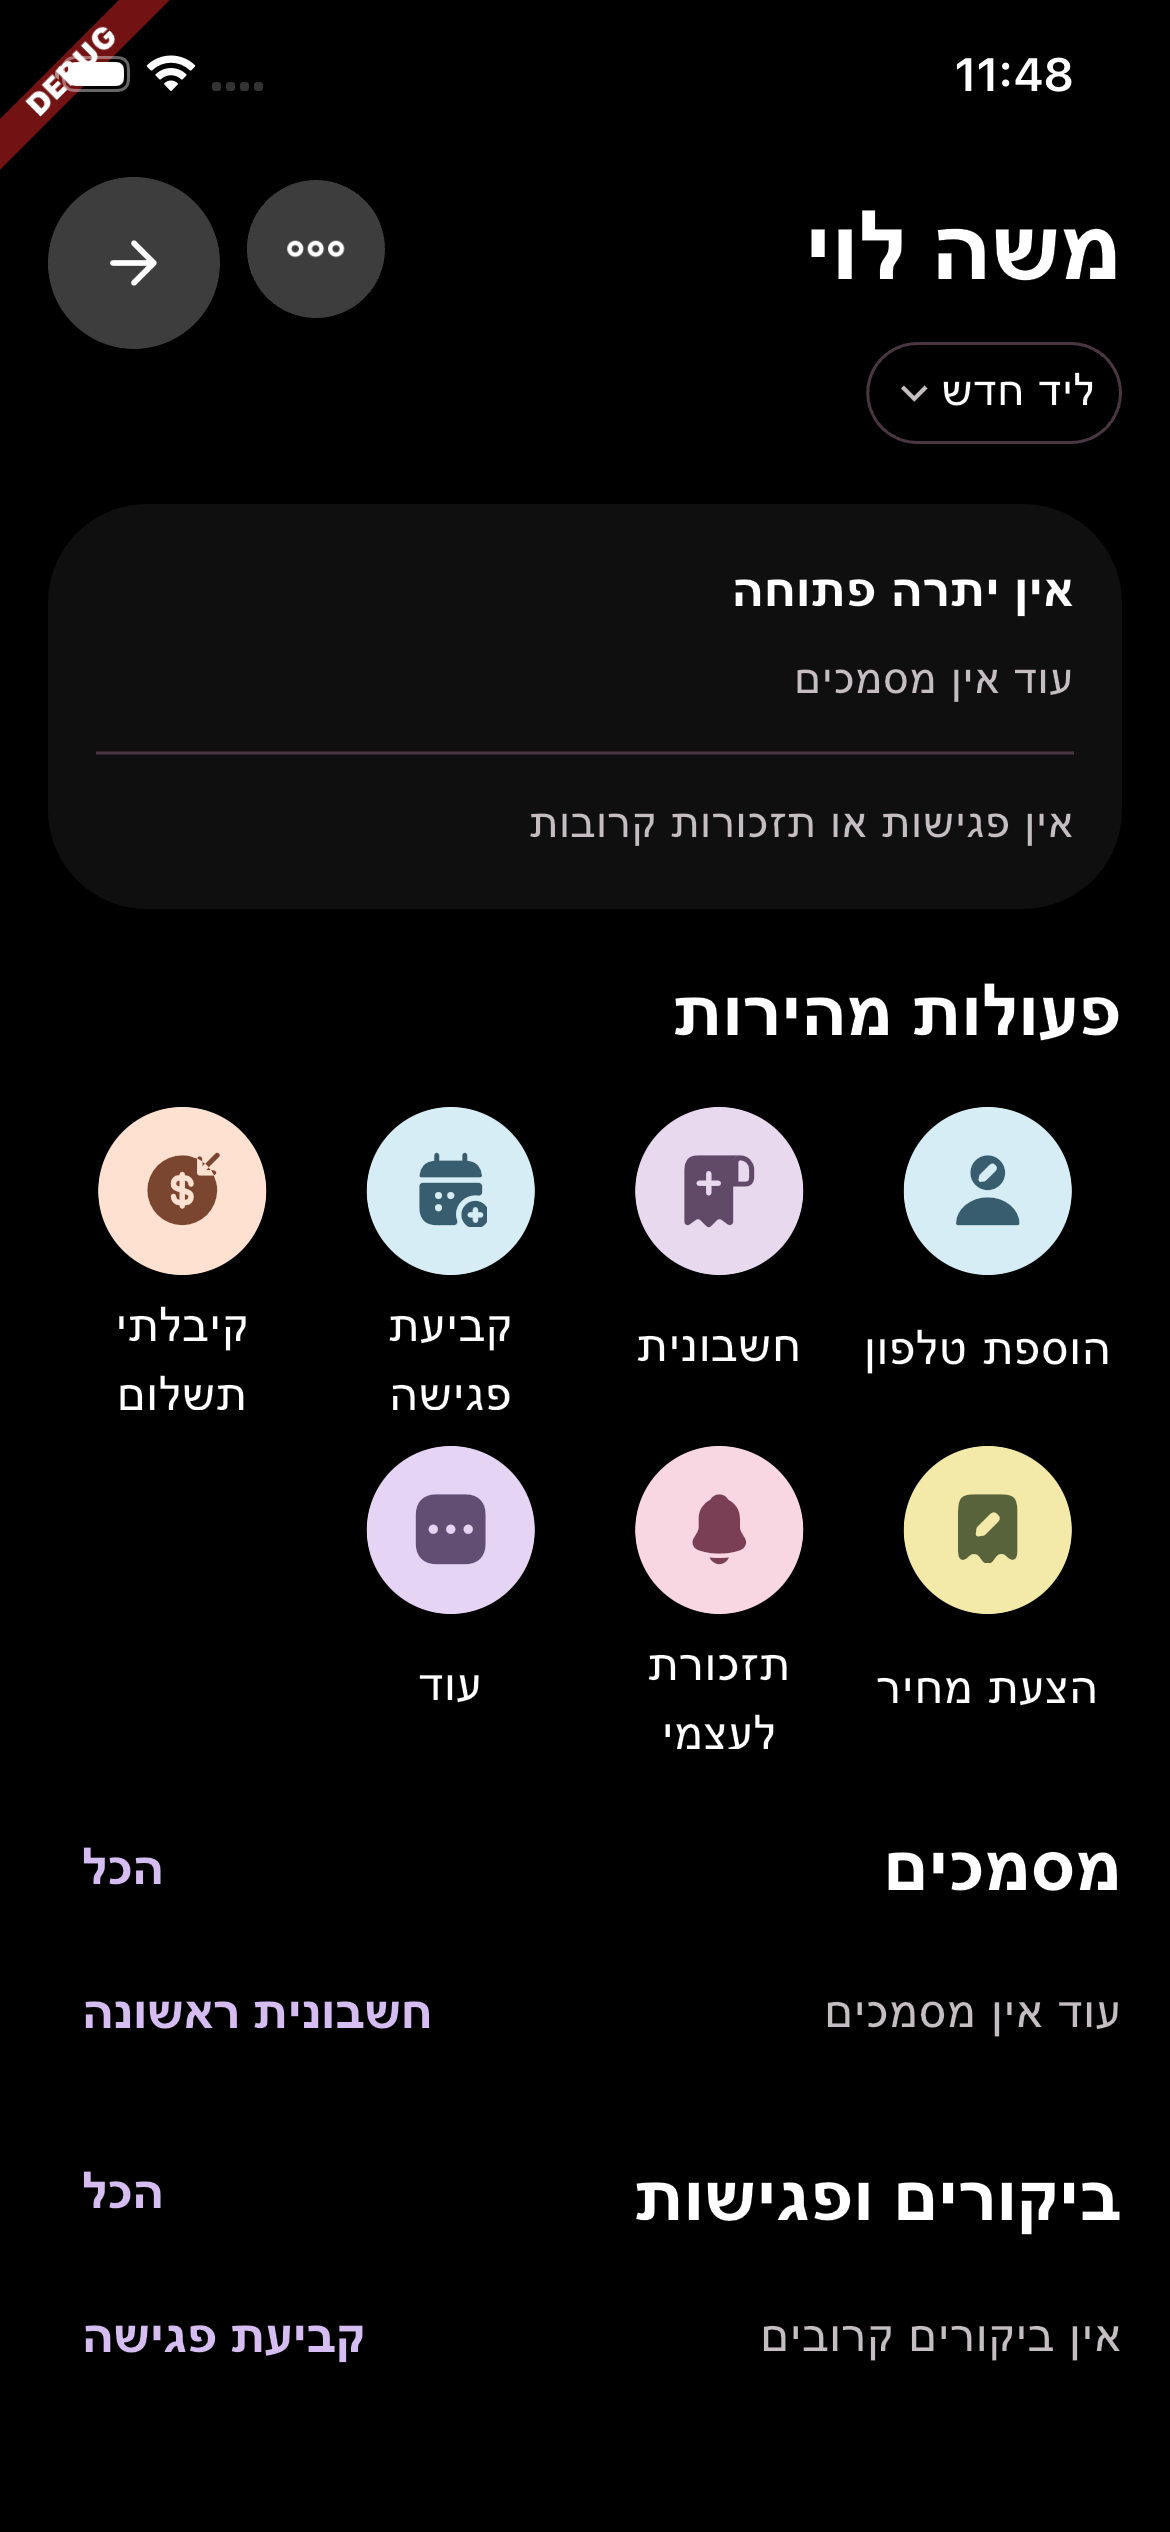 DEBUG
11:48
משה לוי
ליד חדש
אין יתרה פתוחה
עוד אין מסמכים
אין פגישות או תזכורות קרובות
פעולות מהירות
הוספת טלפון
חשבונית
קביעת
פגישה
קיבלתי
תשלום
הצעת מחיר
תזכורת
לעצמי
עוד
מסמכים
הכל
עוד אין מסמכים
חשבונית ראשונה
ביקורים ופגישות
הכל
אין ביקורים קרובים
קביעת פגישה